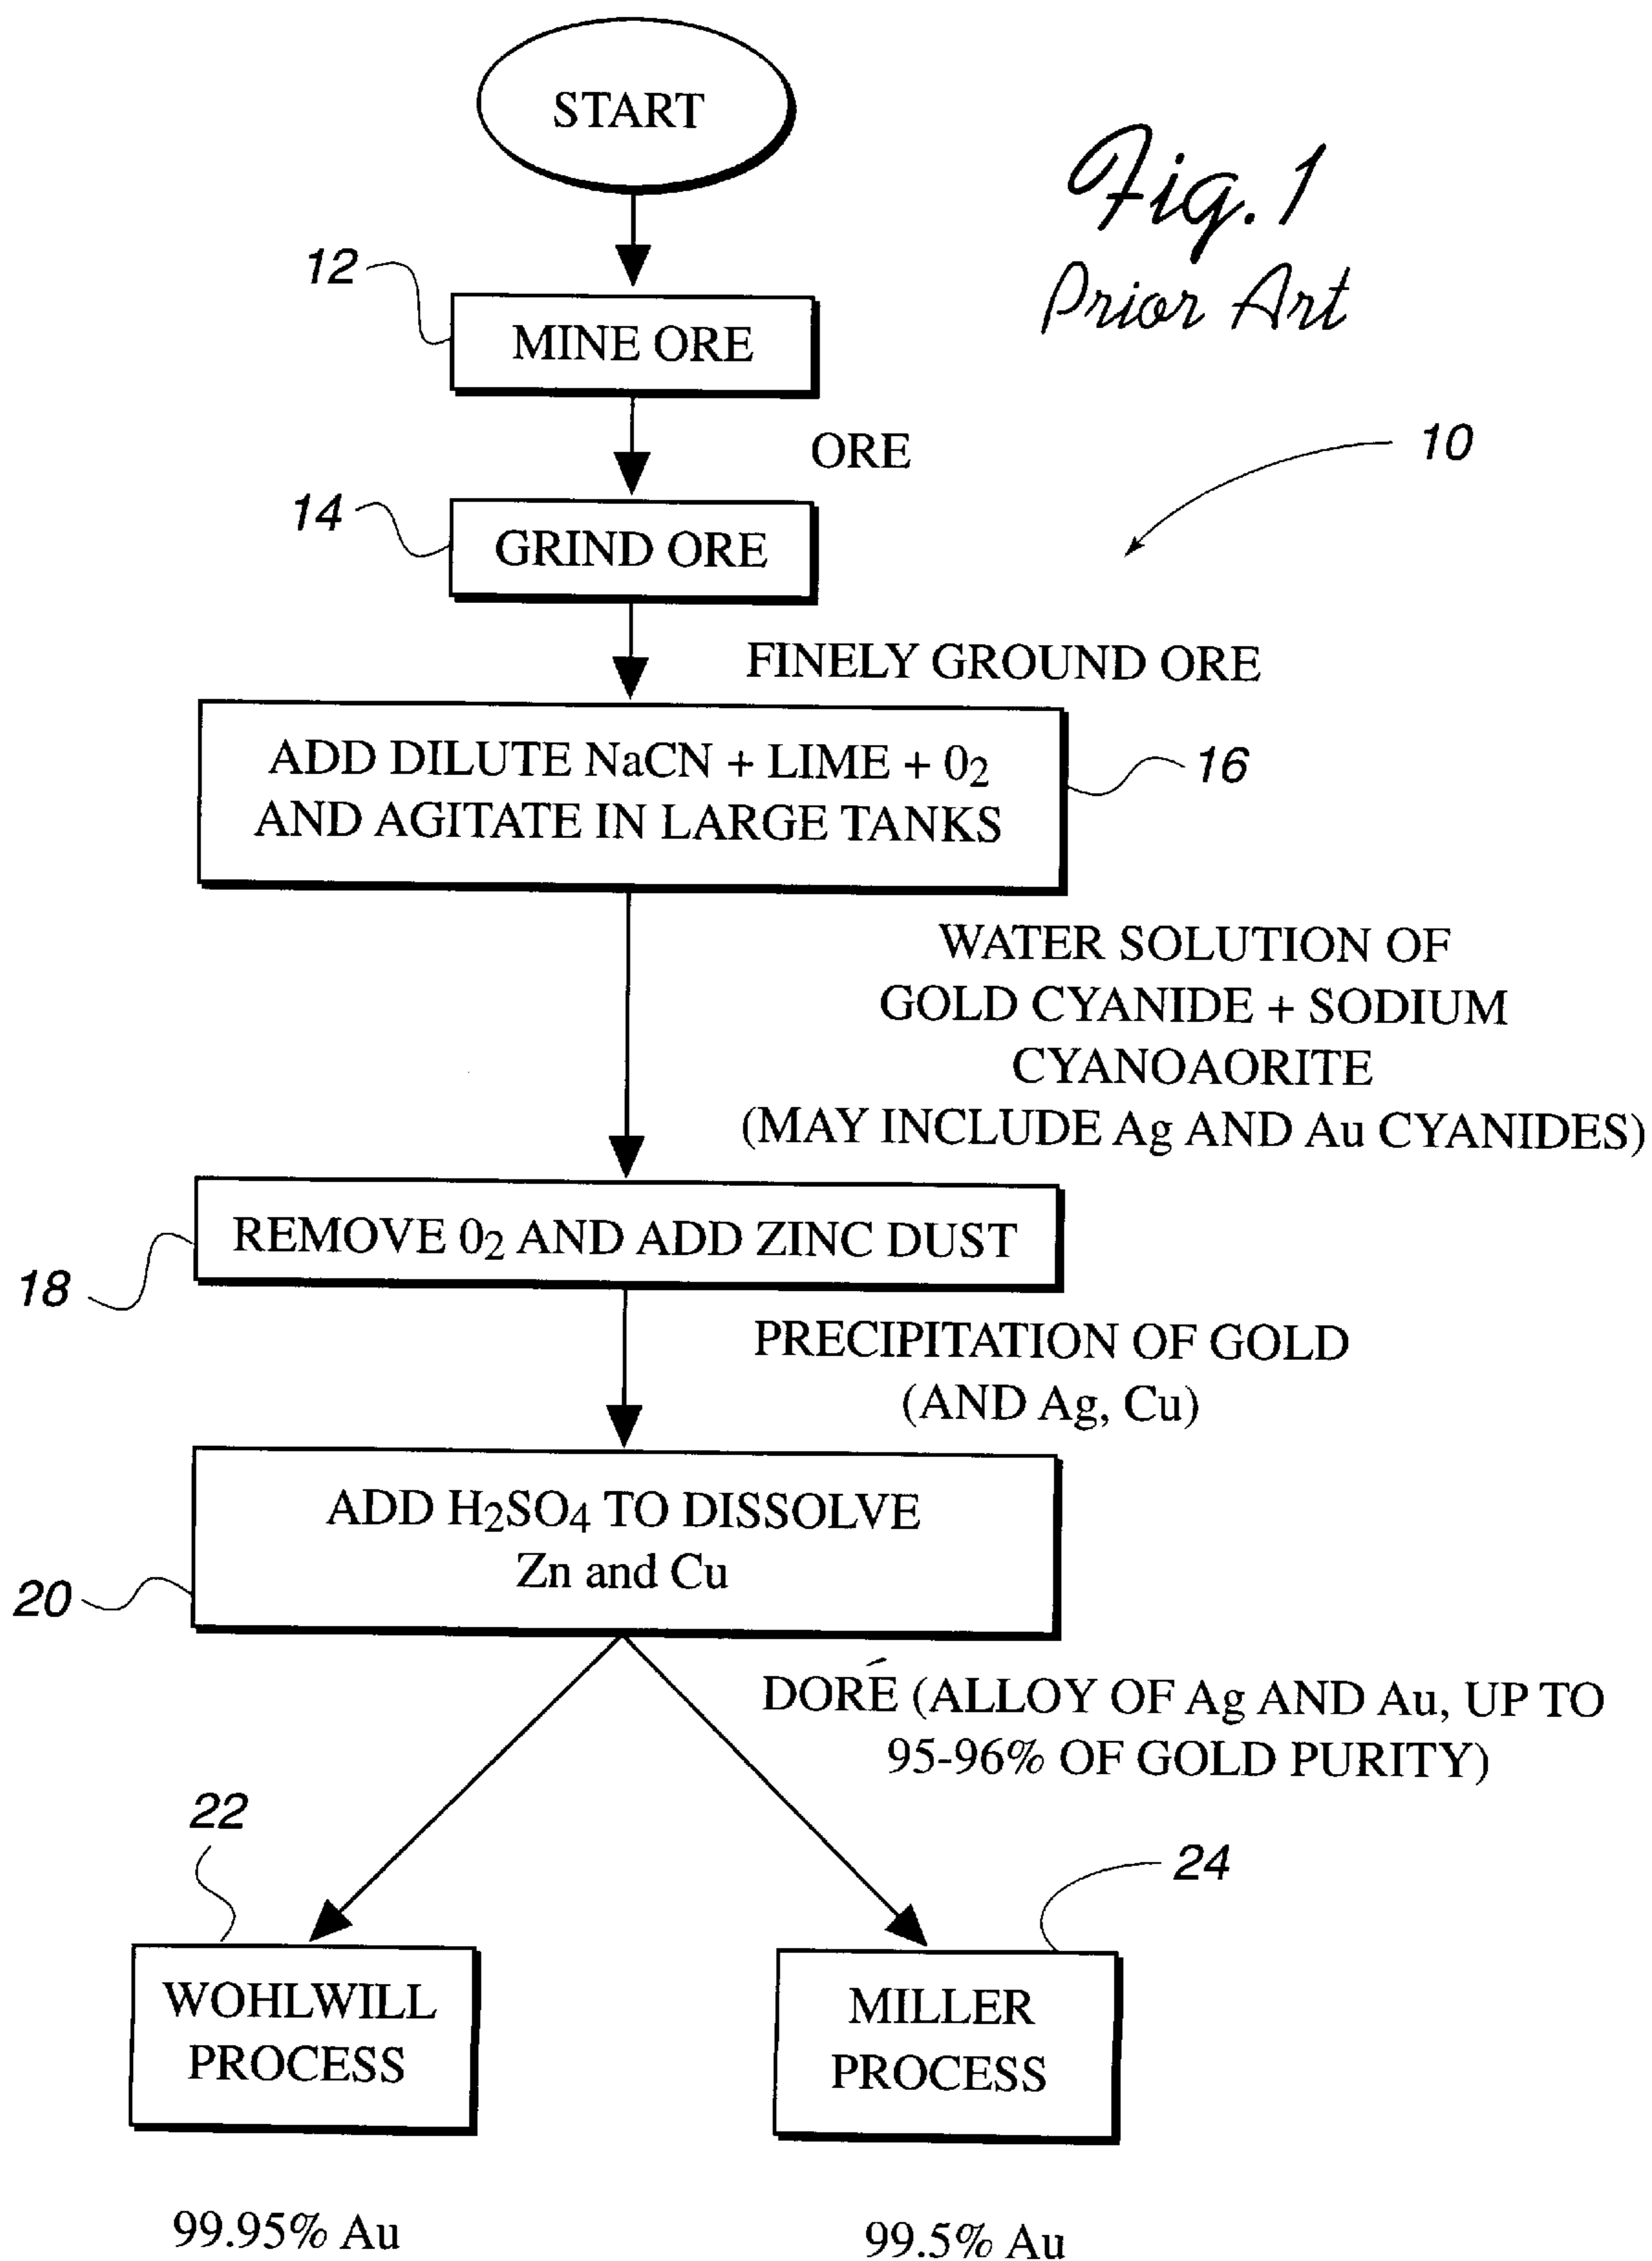 START
Fig. 1
Prior Art
12
MINE ORE
ORE
10
14
GRIND ORE
FINELY GROUND ORE
ADD DILUTE NaCN + LIME + 0₂
AND AGITATE IN LARGE TANKS
16
WATER SOLUTION OF
GOLD CYANIDE + SODIUM
CYANOAORITE
(MAY INCLUDE Ag AND Au CYANIDES)
REMOVE 0₂ AND ADD ZINC DUST
18
PRECIPITATION OF GOLD
(AND Ag, Cu)
ADD H₂SO₄ TO DISSOLVE
Zn and Cu
20
DORÉ (ALLOY OF Ag AND Au, UP TO
95-96% OF GOLD PURITY)
22
24
WOHLWILL
PROCESS
MILLER
PROCESS
99.95% Au
99.5% Au